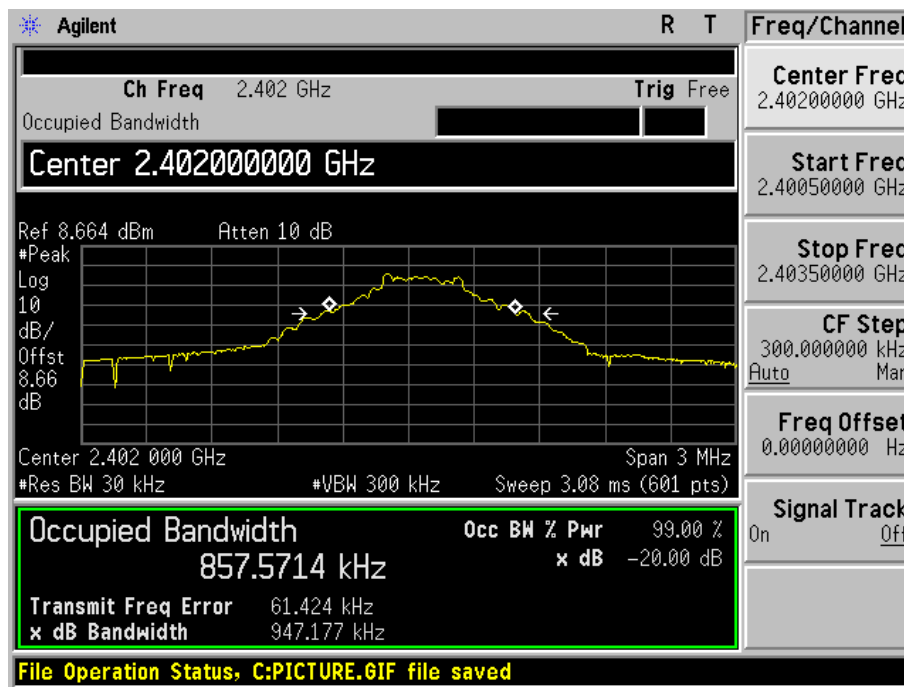 Agilent R T Freq/Channel
Ch Freq 2.402 GHz Trig Free
Occupied Bandwidth
Center 2.402000000 GHz
Ref 8.664 dBm Atten 10 dB
#Peak
Log
10
dB/
Offst
8.66
dB
Center 2.402 000 GHz Span 3 MHz
#Res BW 30 kHz #VBW 300 kHz Sweep 3.08 ms (601 pts)
Occupied Bandwidth
857.5714 kHz
Occ BW % Pwr 99.00 %
x dB -20.00 dB
Transmit Freq Error 61.424 kHz
x dB Bandwidth 947.177 kHz
File Operation Status, C:PICTURE.GIF file saved
Center Freq
2.40200000 GHz
Start Freq
2.40050000 GHz
Stop Freq
2.40350000 GHz
CF Step
300.000000 kHz
Auto Man
Freq Offset
0.00000000 Hz
Signal Track
On Off